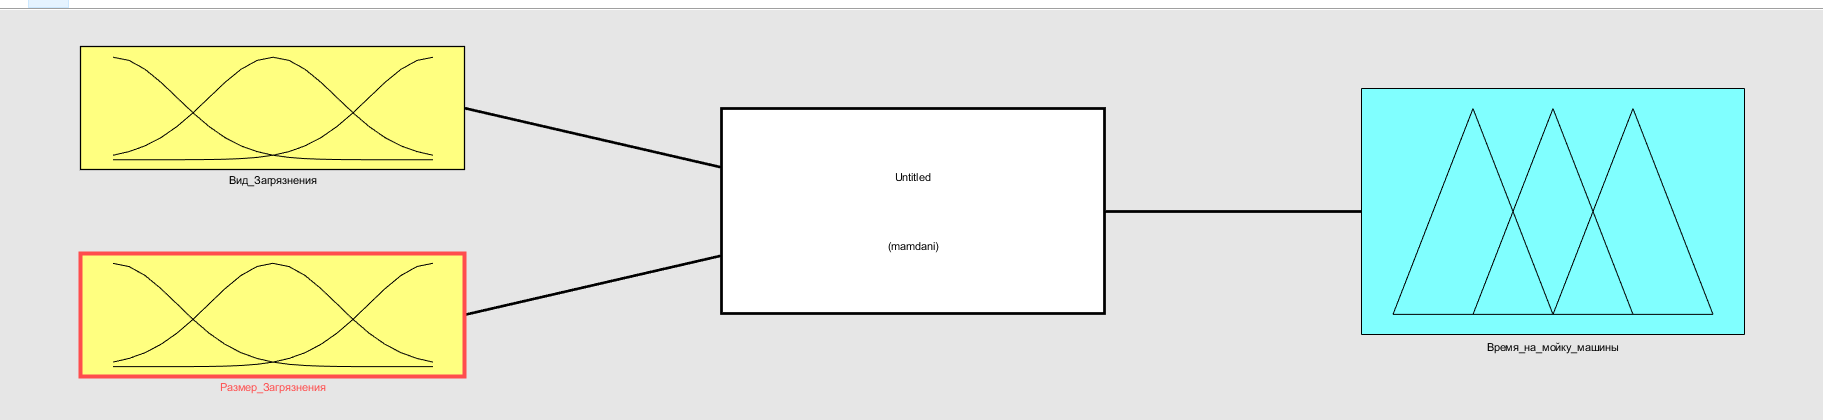 Вид_Загрязнения
Untitled
(mamdani)
Время_на_мойку_машины
Размер_Загрязнения